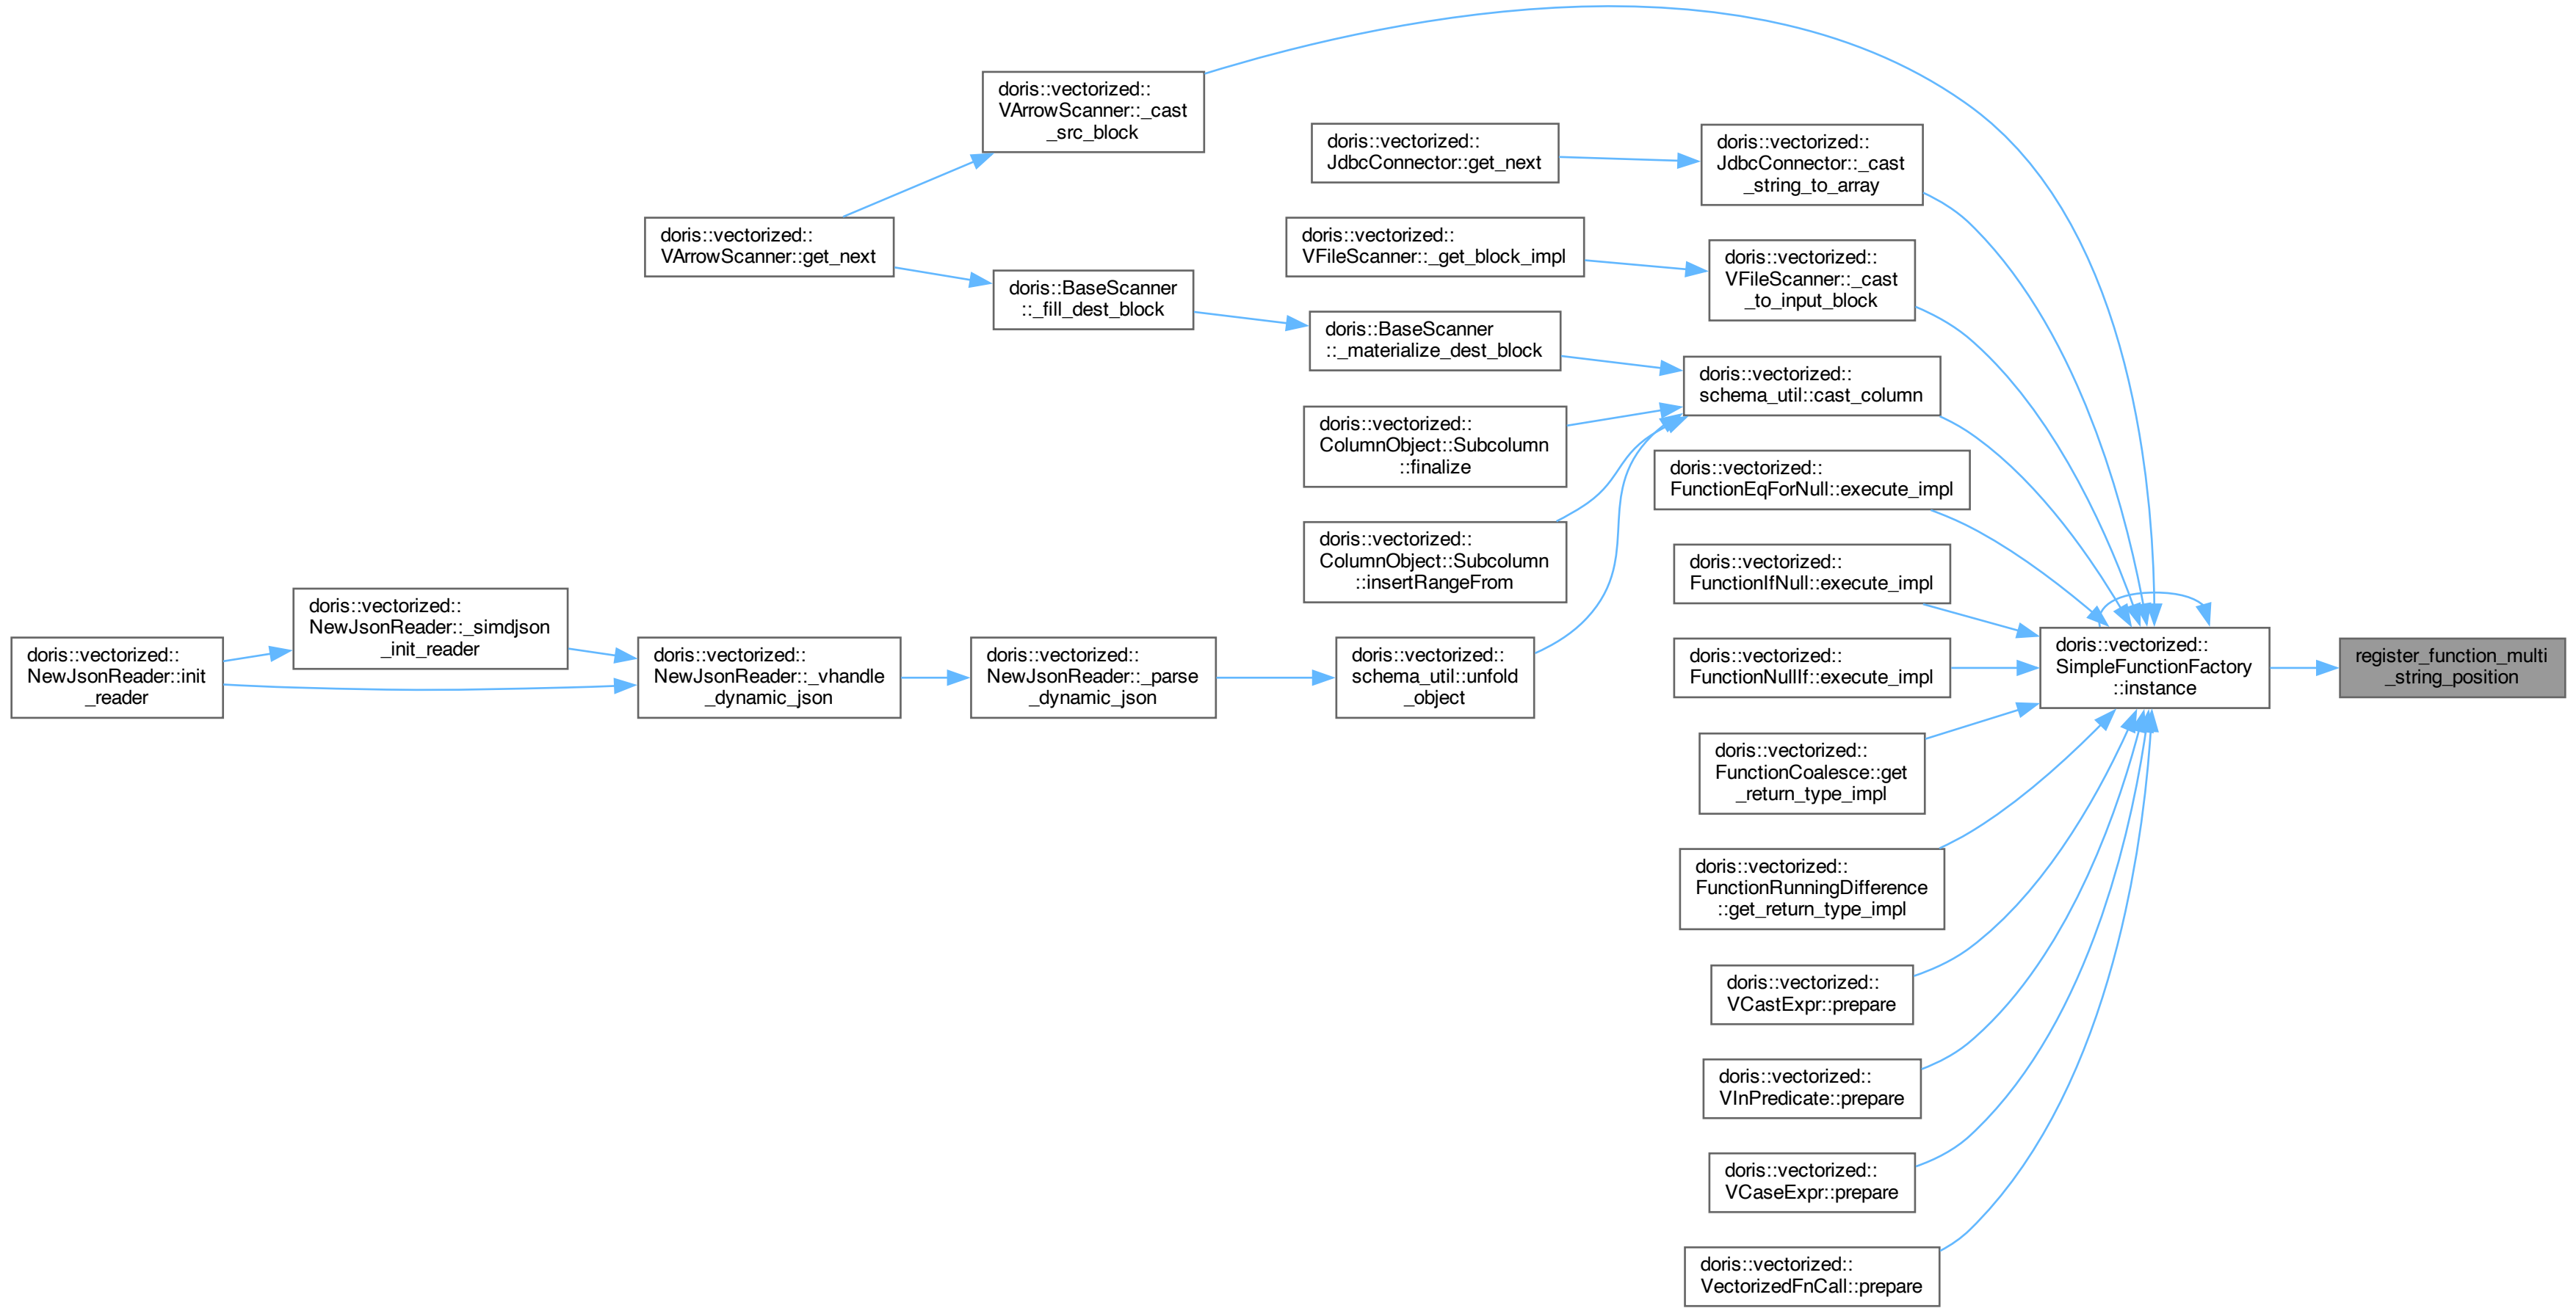 doris::vectorized::
VArrowScanner::_cast
_src_block
doris::vectorized::
JdbcConnector::get_next
doris::vectorized::
JdbcConnector::_cast
_string_to_array
doris::vectorized::
VArrowScanner::get_next
doris::vectorized::
VFileScanner::_get_block_impl
doris::vectorized::
VFileScanner::_cast
_to_input_block
doris::BaseScanner
::_fill_dest_block
doris::BaseScanner
::_materialize_dest_block
doris::vectorized::
schema_util::cast_column
doris::vectorized::
ColumnObject::Subcolumn
::finalize
doris::vectorized::
FunctionEqForNull::execute_impl
doris::vectorized::
ColumnObject::Subcolumn
::insertRangeFrom
doris::vectorized::
FunctionIfNull::execute_impl
doris::vectorized::
NewJsonReader::init
_reader
doris::vectorized::
NewJsonReader::_simdjson
_init_reader
doris::vectorized::
NewJsonReader::_vhandle
_dynamic_json
doris::vectorized::
NewJsonReader::_parse
_dynamic_json
doris::vectorized::
schema_util::unfold
_object
doris::vectorized::
FunctionNullIf::execute_impl
doris::vectorized::
SimpleFunctionFactory
::instance
register_function_multi
_string_position
doris::vectorized::
FunctionCoalesce::get
_return_type_impl
doris::vectorized::
FunctionRunningDifference
::get_return_type_impl
doris::vectorized::
VCastExpr::prepare
doris::vectorized::
VInPredicate::prepare
doris::vectorized::
VCaseExpr::prepare
doris::vectorized::
VectorizedFnCall::prepare